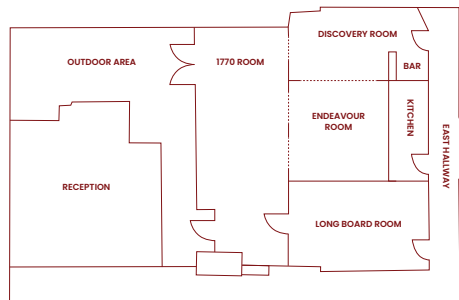 DISCOVERY ROOM
OUTDOOR AREA
1770 ROOM
BAR
ENDEAVOUR
ROOM
KITCHEN
EAST HALLWAY
RECEPTION
LONG BOARD ROOM